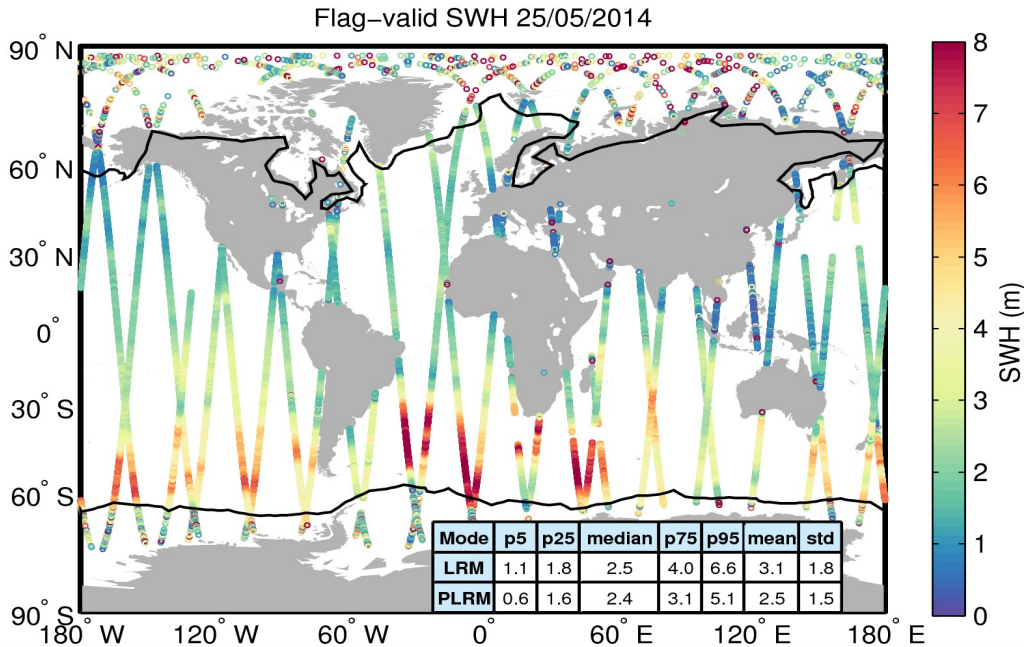 Flag−valid SWH 25/05/2014
90° N
60° N
30° N
0°
30° S
60° S
90° S
180° W
120° W
60° W
0°
60° E
120° E
180° E
Mode p5 p25 median p75 p95 mean std
LRM 1.1 1.8 2.5 4.0 6.6 3.1 1.8
PLRM 0.6 1.6 2.4 3.1 5.1 2.5 1.5
8
7
6
5
4
3
2
1
0
SWH (m)